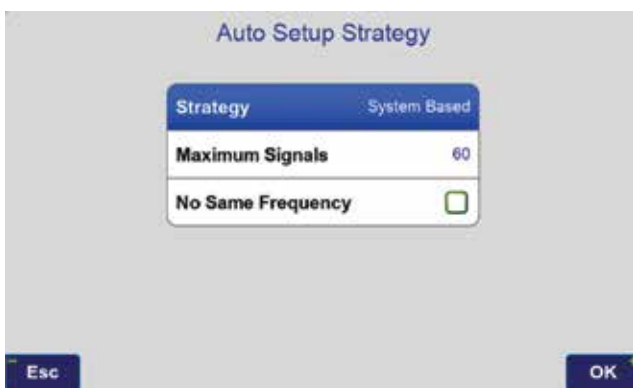 Auto Setup Strategy
Strategy System Based
Maximum Signals 60
No Same Frequency
Esc OK